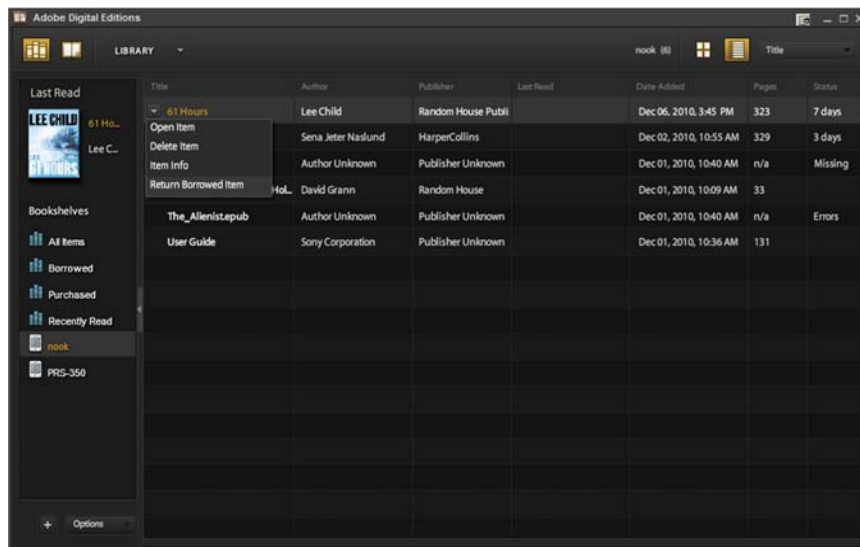 Adobe Digital Editions
LIBRARY
nook (6)
Title
Last Read
LEE CHILD
61 HOURS
61 Ho...
Lee C...
Bookshelves
All Items
Borrowed
Purchased
Recently Read
nook
PRS-350
+ Options
Title Author Publisher Last Read Date Added Pages Status
61 Hours Lee Child Random House Publi Dec 06, 2010, 3:45 PM 323 7 days
Open Item
Delete Item
Item Info
Return Borrowed Item
Sena Jeter Naslund HarperCollins Dec 02, 2010, 10:55 AM 329 3 days
Author Unknown Publisher Unknown Dec 01, 2010, 10:40 AM n/a Missing
Hol... David Grann Random House Dec 01, 2010, 10:09 AM 33
The_Alienist.epub Author Unknown Publisher Unknown Dec 01, 2010, 10:40 AM n/a Errors
User Guide Sony Corporation Publisher Unknown Dec 01, 2010, 10:36 AM 131